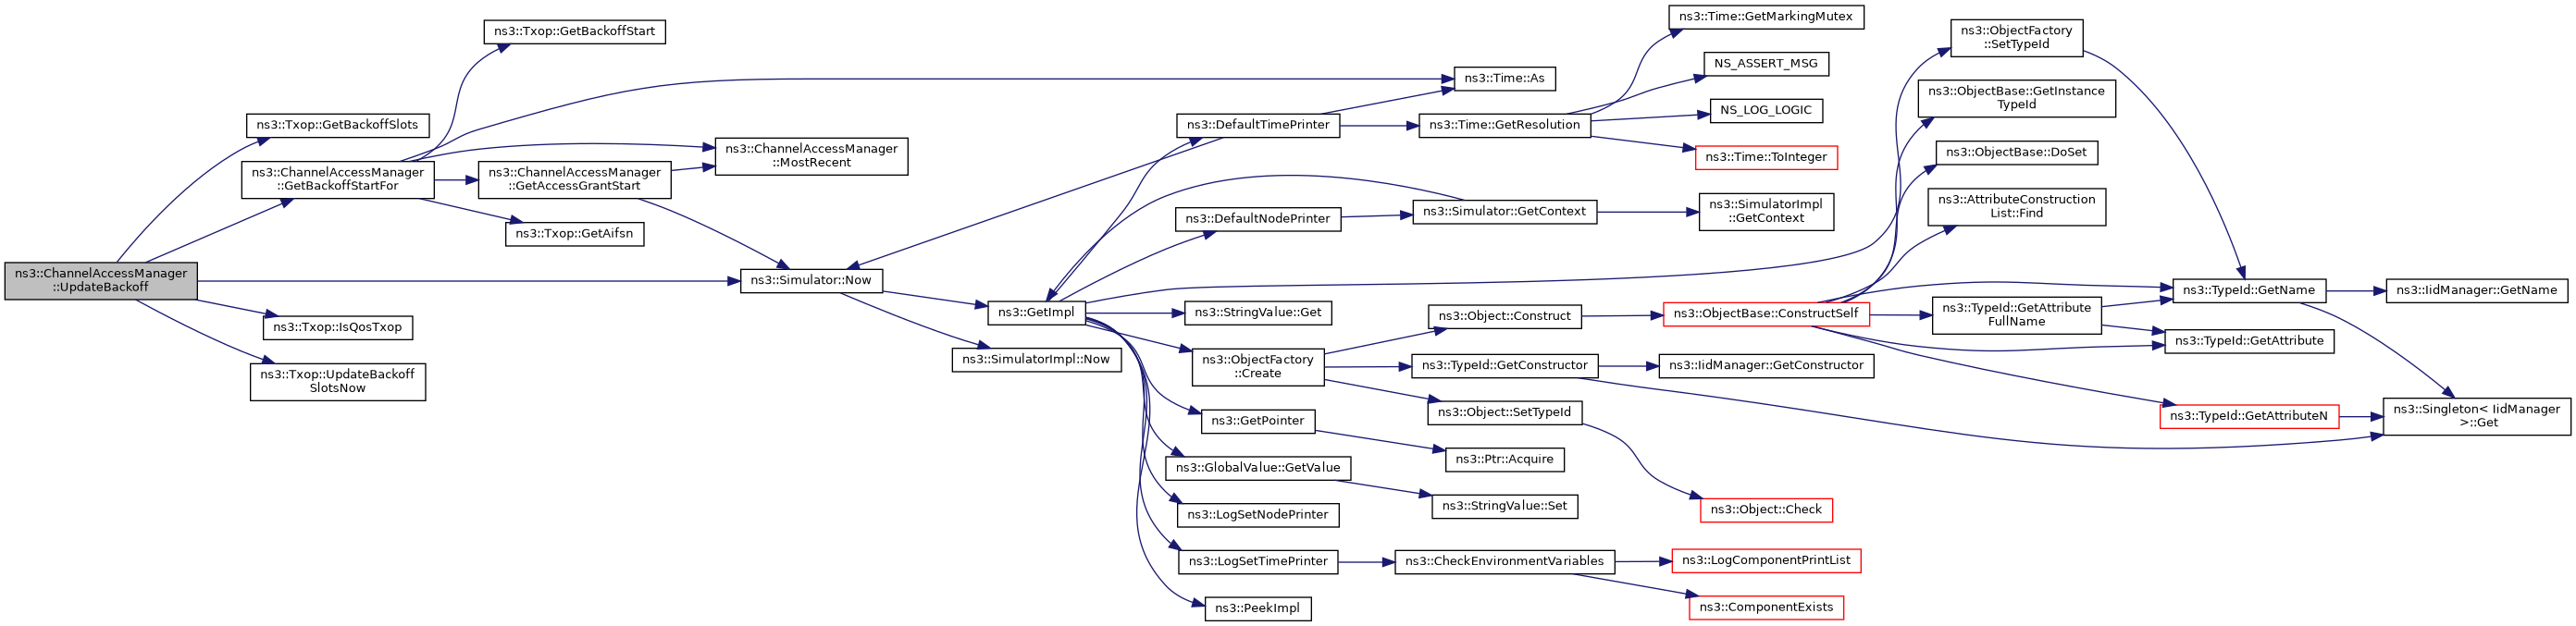 ns3::ChannelAccessManager
::UpdateBackoff
ns3::Txop::GetBackoffSlots
ns3::ChannelAccessManager
::GetBackoffStartFor
ns3::Txop::IsQosTxop
ns3::Txop::UpdateBackoff
SlotsNow
ns3::Txop::GetBackoffStart
ns3::ChannelAccessManager
::GetAccessGrantStart
ns3::Txop::GetAifsn
ns3::ChannelAccessManager
::MostRecent
ns3::Simulator::Now
ns3::SimulatorImpl::Now
ns3::GetImpl
ns3::DefaultTimePrinter
ns3::DefaultNodePrinter
ns3::StringValue::Get
ns3::ObjectFactory
::Create
ns3::GetPointer
ns3::GlobalValue::GetValue
ns3::LogSetNodePrinter
ns3::LogSetTimePrinter
ns3::PeekImpl
ns3::Time::As
ns3::Time::GetResolution
ns3::Simulator::GetContext
ns3::Object::Construct
ns3::TypeId::GetConstructor
ns3::Object::SetTypeId
ns3::Ptr::Acquire
ns3::StringValue::Set
ns3::CheckEnvironmentVariables
ns3::Time::GetMarkingMutex
NS_ASSERT_MSG
NS_LOG_LOGIC
ns3::Time::ToInteger
ns3::SimulatorImpl
::GetContext
ns3::ObjectBase::ConstructSelf
ns3::IidManager::GetConstructor
ns3::Object::Check
ns3::LogComponentPrintList
ns3::ComponentExists
ns3::ObjectFactory
::SetTypeId
ns3::ObjectBase::GetInstance
TypeId
ns3::ObjectBase::DoSet
ns3::AttributeConstruction
List::Find
ns3::TypeId::GetAttribute
FullName
ns3::TypeId::GetName
ns3::TypeId::GetAttribute
ns3::TypeId::GetAttributeN
ns3::IidManager::GetName
ns3::Singleton< IidManager
>::Get